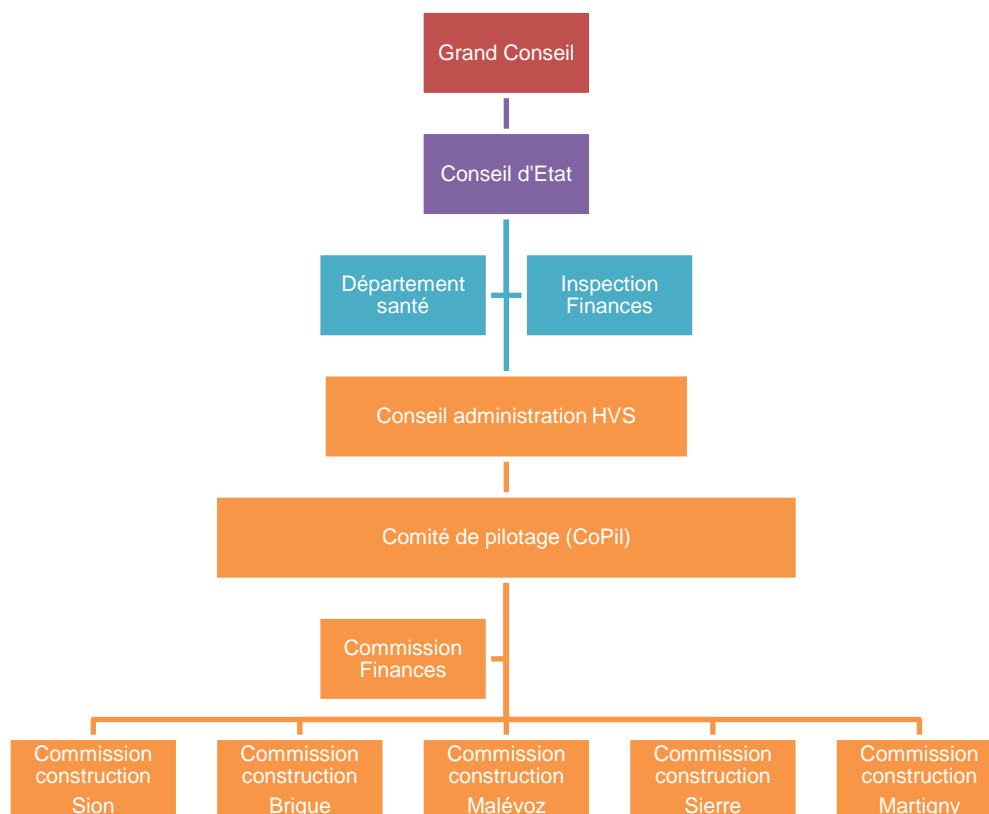 Grand Conseil
Conseil d'Etat
Département
santé
Inspection
Finances
Conseil administration HVS
Comité de pilotage (CoPil)
Commission
Finances
Commission
construction
Sion
Commission
construction
Brigue
Commission
construction
Malévoz
Commission
construction
Sierre
Commission
construction
Martigny